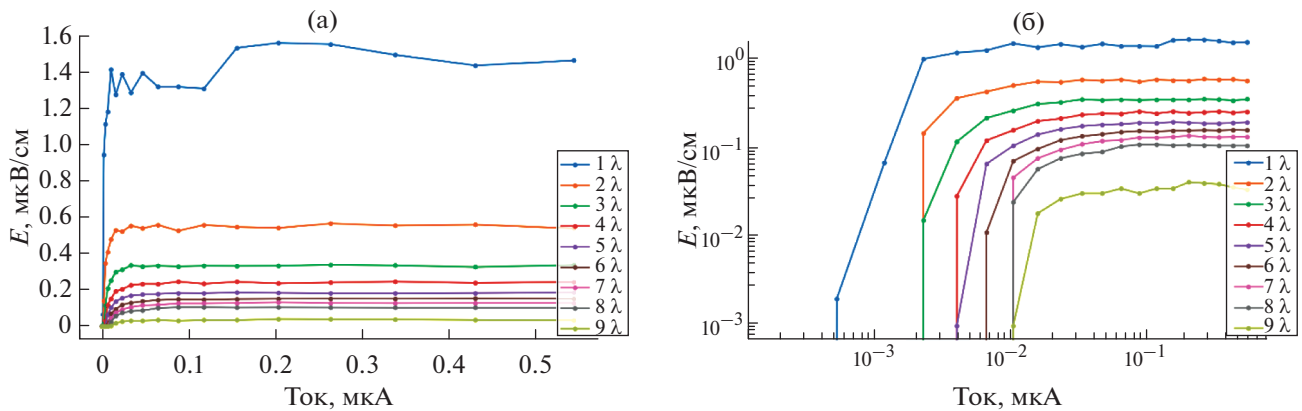 (а)
E, мкВ/см
1.6
1.4
1.2
1.0
0.8
0.6
0.4
0.2
0
0 0.1 0.2 0.3 0.4 0.5
Ток, мкА
1 λ
2 λ
3 λ
4 λ
5 λ
6 λ
7 λ
8 λ
9 λ
(б)
E, мкВ/см
10⁰
10⁻¹
10⁻²
10⁻³
10⁻³ 10⁻² 10⁻¹
Ток, мкА
1 λ
2 λ
3 λ
4 λ
5 λ
6 λ
7 λ
8 λ
9 λ